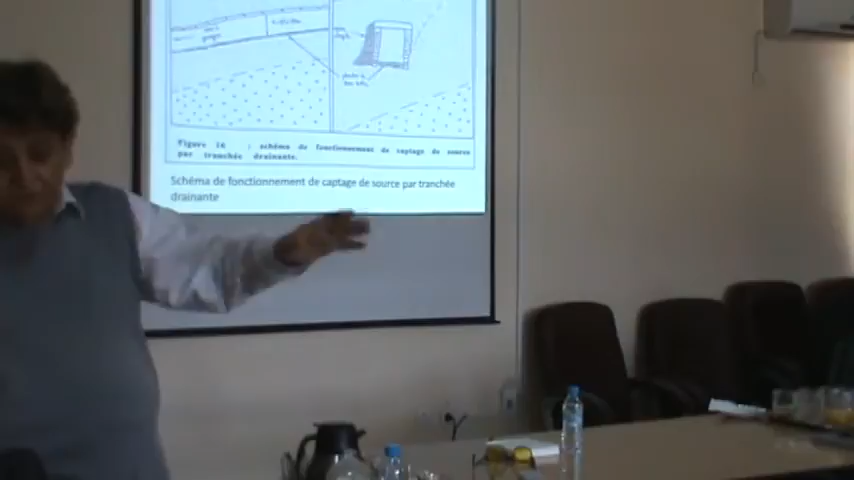 Figure 16 : schéma de fonctionnement de captage de source
par tranchée drainante.
Schéma de fonctionnement de captage de source par tranchée
drainante